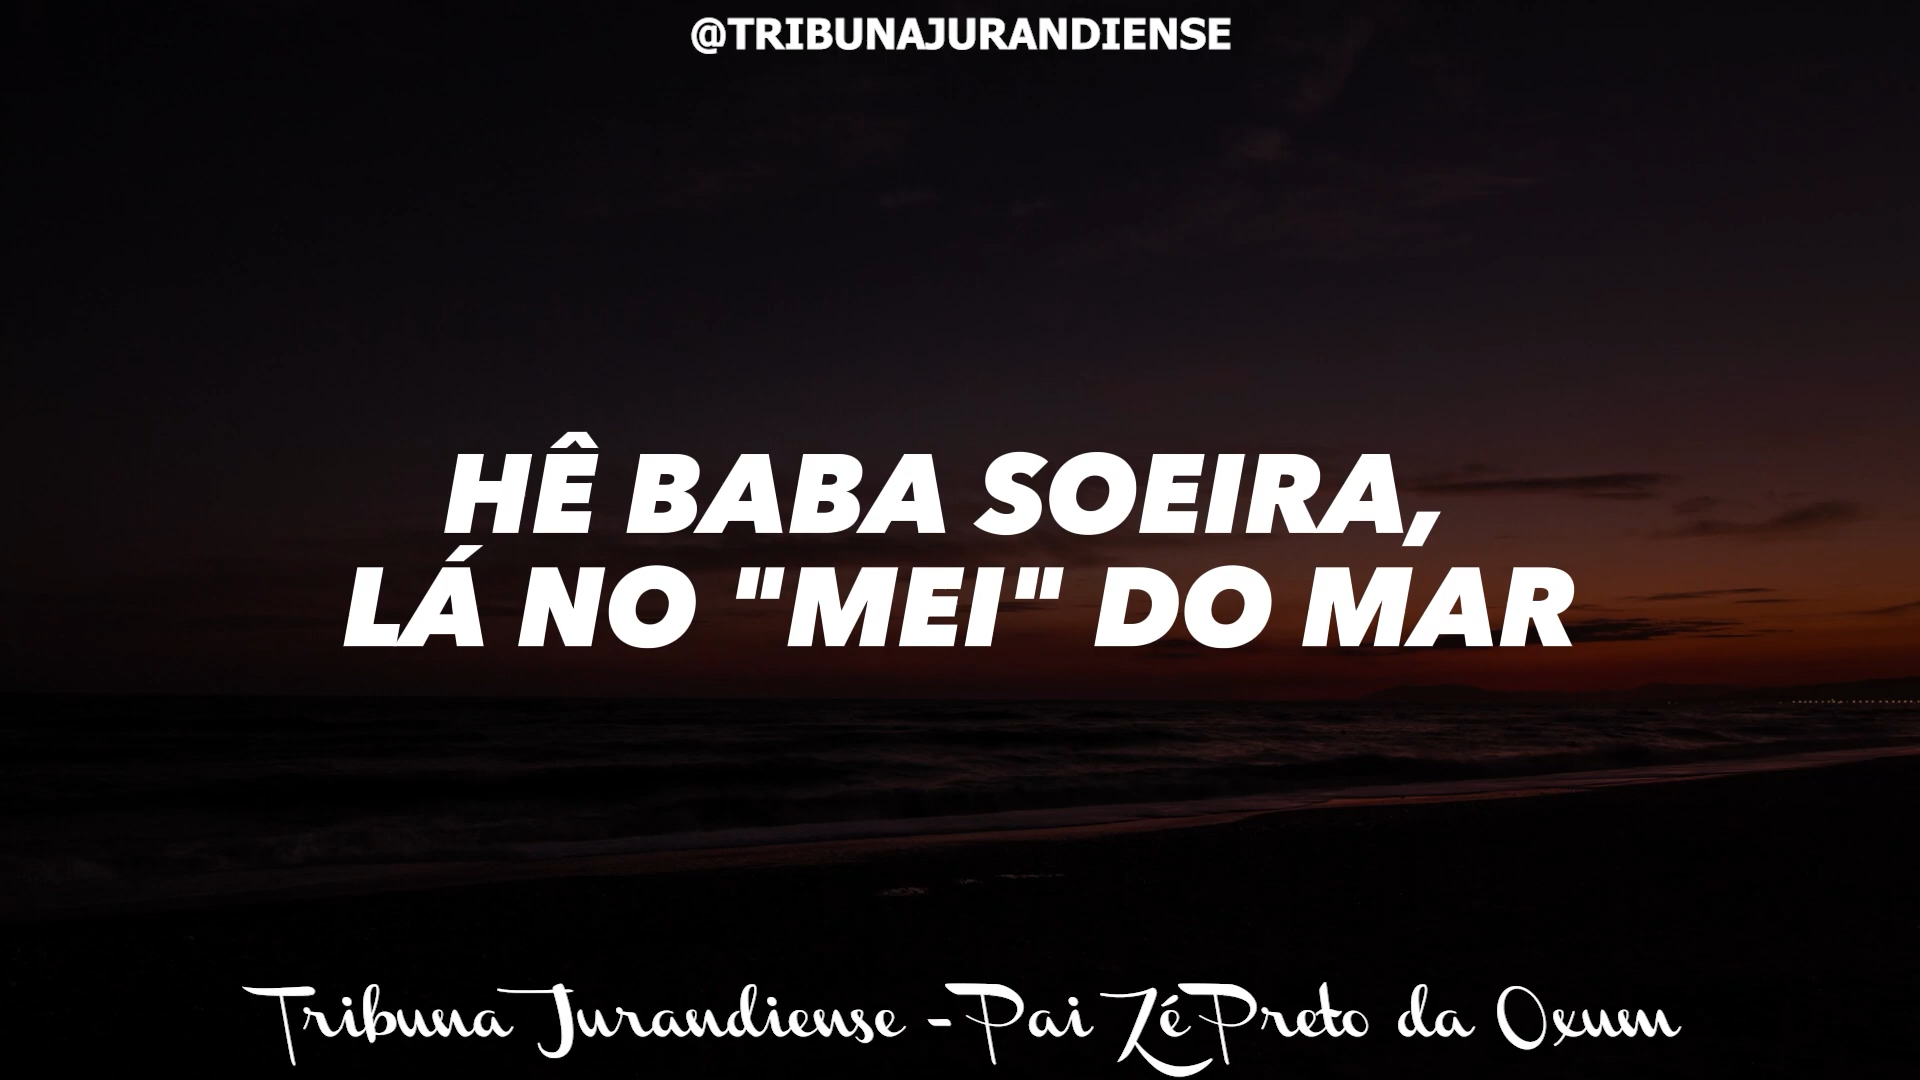 @TRIBUNAJURANDIENSE
HÊ BABA SOEIRA,
LÁ NO "MEI" DO MAR
Tribuna Jurandiense - Pai Zé Preto da Oxum